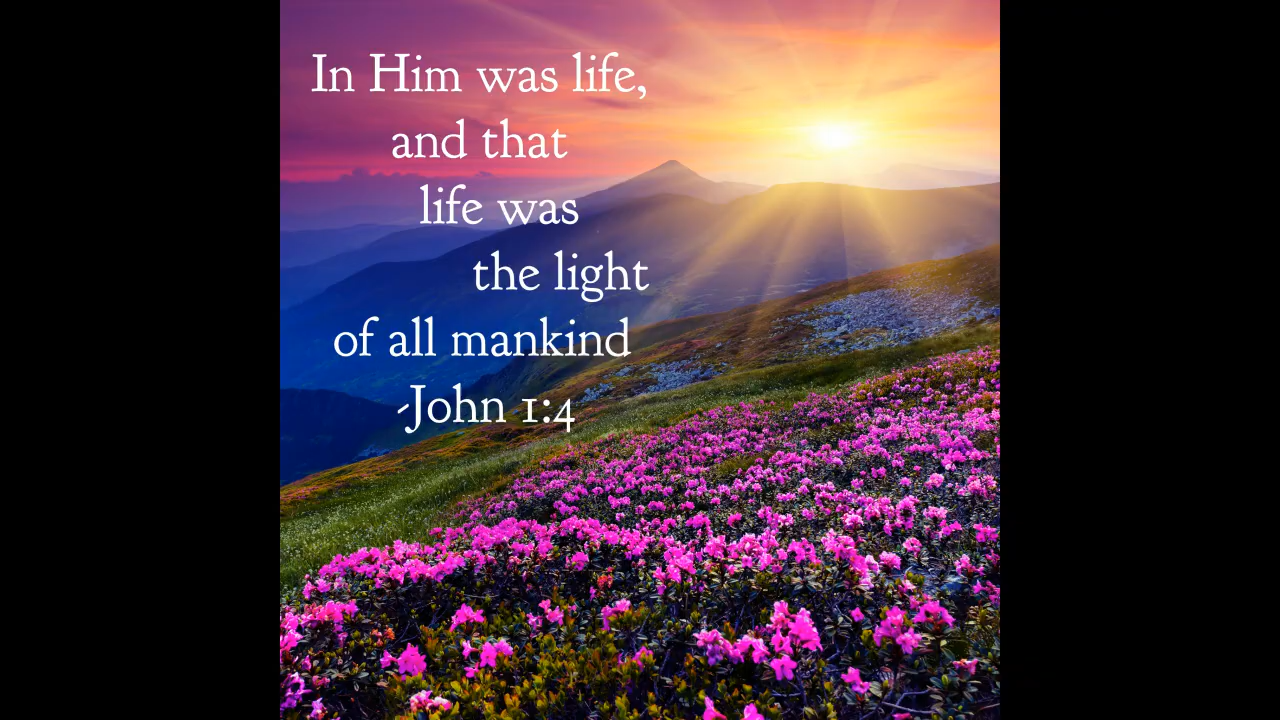 In Him was life,
and that
life was
the light
of all mankind
-John 1:4